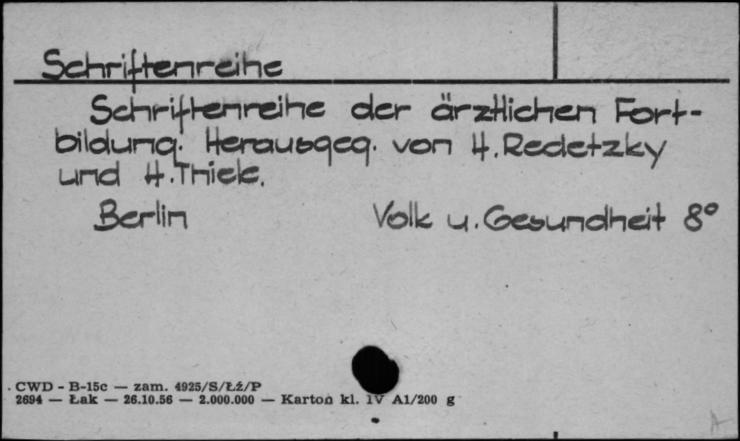 Schriftenreihe
Schriftenreihe der ärztlichen Fort-
bildung. Herausgeg. von H. Redetzky
und H. Thiele.
Berlin Volk u. Gesundheit 8°
CWD - B-15c — zam. 4925/S/Łź/P
2694 — Łak — 26.10.56 — 2.000.000 — Karton kl. IV A1/200 g
A